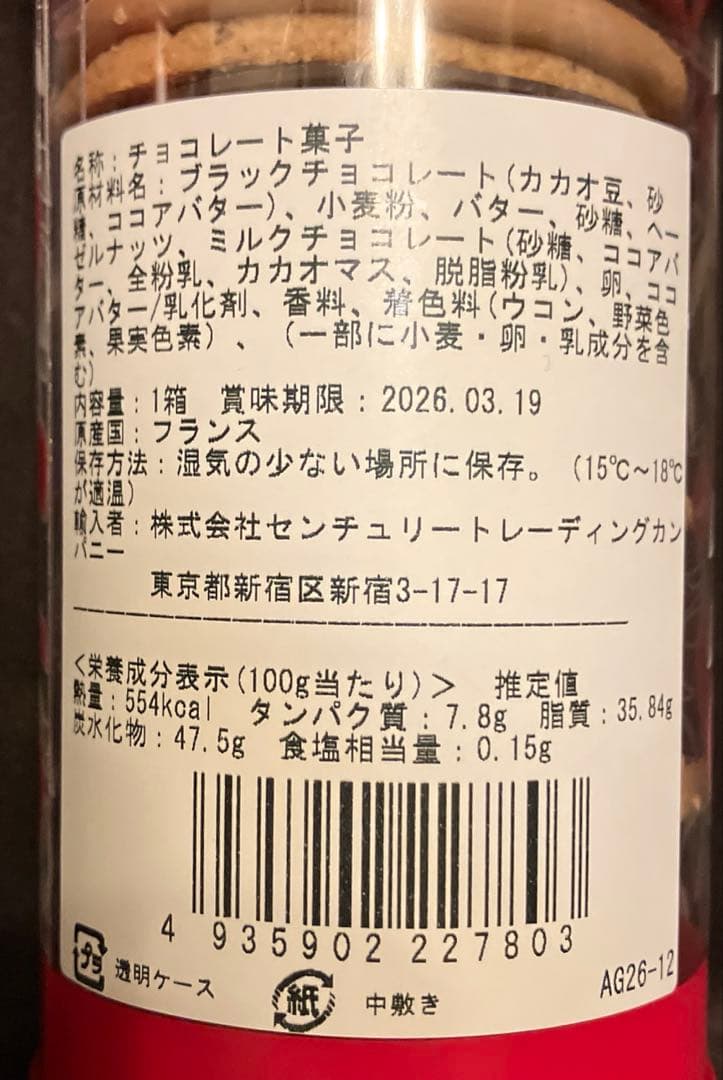 名称：チョコレート菓子
原材料名：ブラックチョコレート(カカオ豆、砂
糖、ココアバター)、小麦粉、バター、砂糖、ヘー
ゼルナッツ、ミルクチョコレート(砂糖、ココアバ
ター、全粉乳、カカオマス、脱脂粉乳)、卵、ココ
アバター/乳化剤、香料、着色料(ウコン、野菜色
素、果実色素)、(一部に小麦・卵・乳成分を含
む)
内容量：1箱　賞味期限：2026.03.19
原産国：フランス
保存方法：湿気の少ない場所に保存。(15℃～18℃
が適温)
輸入者：株式会社センチュリートレーディングカン
パニー
東京都新宿区新宿3-17-17
<栄養成分表示(100g当たり)>　推定値
熱量：554kcal　タンパク質：7.8g　脂質：35.84g
炭水化物：47.5g　食塩相当量：0.15g
4 935902 227803
プラ 透明ケース 紙 中敷き AG26-12